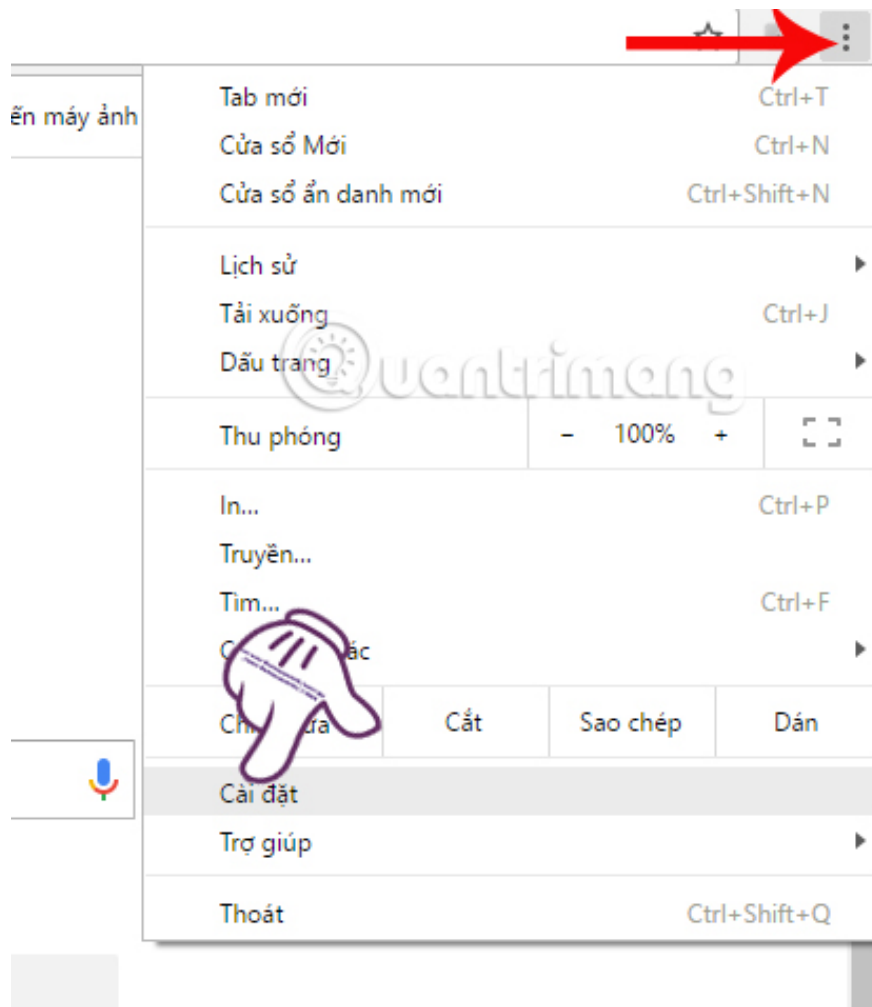 ến máy ảnh
Tab mới Ctrl+T
Cửa sổ Mới Ctrl+N
Cửa sổ ẩn danh mới Ctrl+Shift+N
Lịch sử
Tải xuống Ctrl+J
Dấu trang
Quantrimang
Thu phóng − 100% +
In... Ctrl+P
Truyền...
Tìm... Ctrl+F
Cắt Sao chép Dán
Cài đặt
Trợ giúp
Thoát Ctrl+Shift+Q